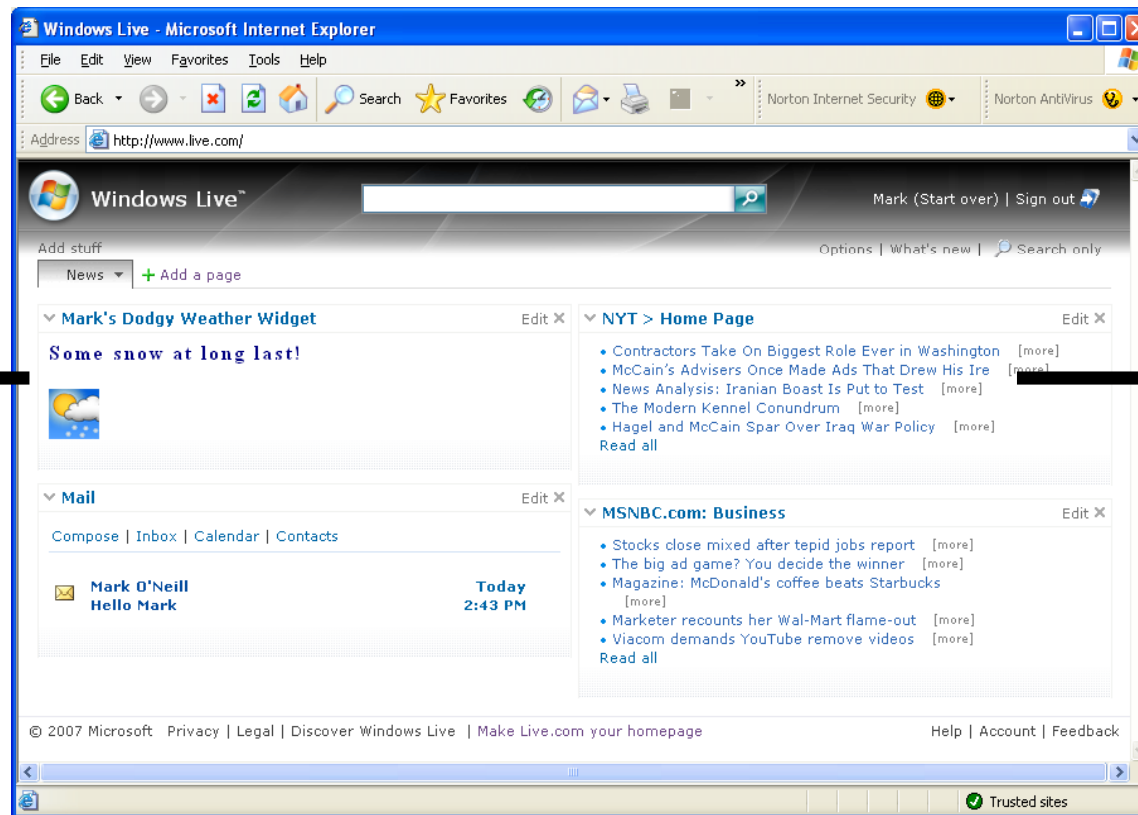 Windows Live - Microsoft Internet Explorer
File Edit View Favorites Tools Help
Back Search Favorites » Norton Internet Security Norton AntiVirus
Address http://www.live.com/
Windows Live™ Mark (Start over) | Sign out
Add stuff Options | What's new | Search only
News + Add a page
Mark's Dodgy Weather Widget Edit
Some snow at long last!
Mail Edit
Compose | Inbox | Calendar | Contacts
Mark O'Neill Today
Hello Mark 2:43 PM
NYT > Home Page Edit
• Contractors Take On Biggest Role Ever in Washington [more]
• McCain's Advisers Once Made Ads That Drew His Ire [more]
• News Analysis: Iranian Boast Is Put to Test [more]
• The Modern Kennel Conundrum [more]
• Hagel and McCain Spar Over Iraq War Policy [more]
Read all
MSNBC.com: Business Edit
• Stocks close mixed after tepid jobs report [more]
• The big ad game? You decide the winner [more]
• Magazine: McDonald's coffee beats Starbucks
[more]
• Marketer recounts her Wal-Mart flame-out [more]
• Viacom demands YouTube remove videos [more]
Read all
© 2007 Microsoft Privacy | Legal | Discover Windows Live | Make Live.com your homepage Help | Account | Feedback
Trusted sites